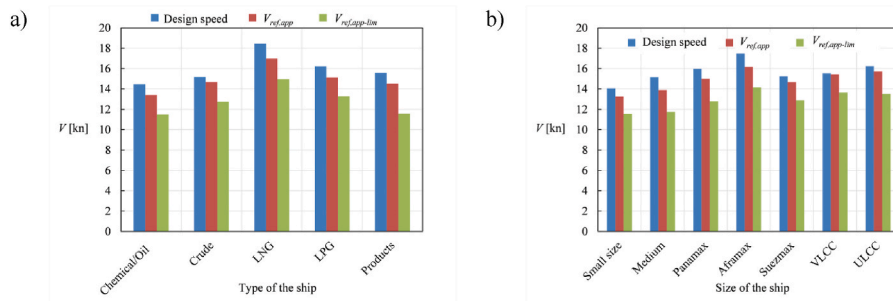 a)
Design speed V_ref,app V_ref,app-lim
20
18
16
14
12
V [kn] 10
8
6
4
2
0
Chemical/Oil Crude LNG LPG Products
Type of the ship
b)
Design speed V_ref,app V_ref,app-lim
20
18
16
14
12
V [kn] 10
8
6
4
2
0
Small size Medium Panamax Aframax Suezmax VLCC ULCC
Size of the ship